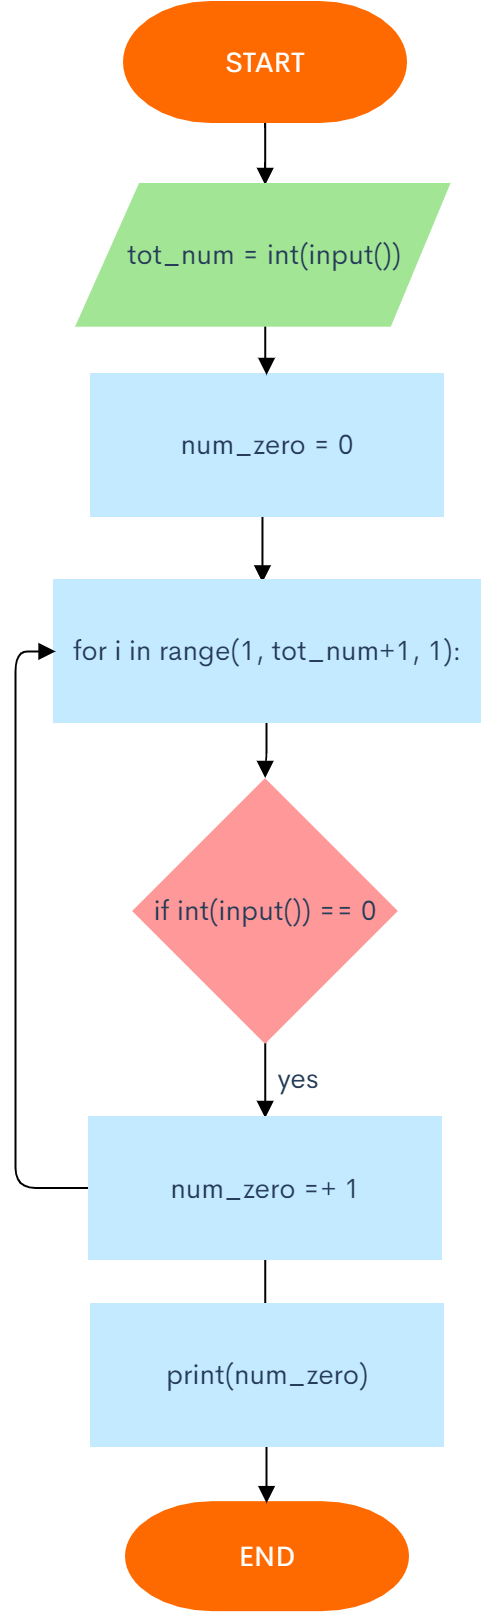 START
tot_num = int(input())
num_zero = 0
for i in range(1, tot_num+1, 1):
if int(input()) == 0
yes
num_zero =+ 1
print(num_zero)
END